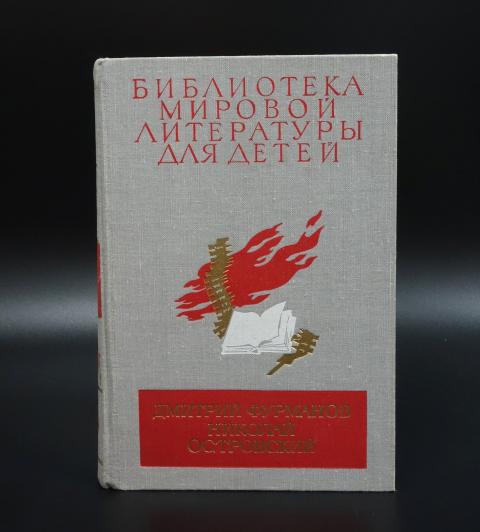 БИБЛИОТЕКА
МИРОВОЙ
ЛИТЕРАТУРЫ
ДЛЯ ДЕТЕЙ
ДМИТРИЙ ФУРМАНОВ
НИКОЛАЙ
ОСТРОВСКИЙ